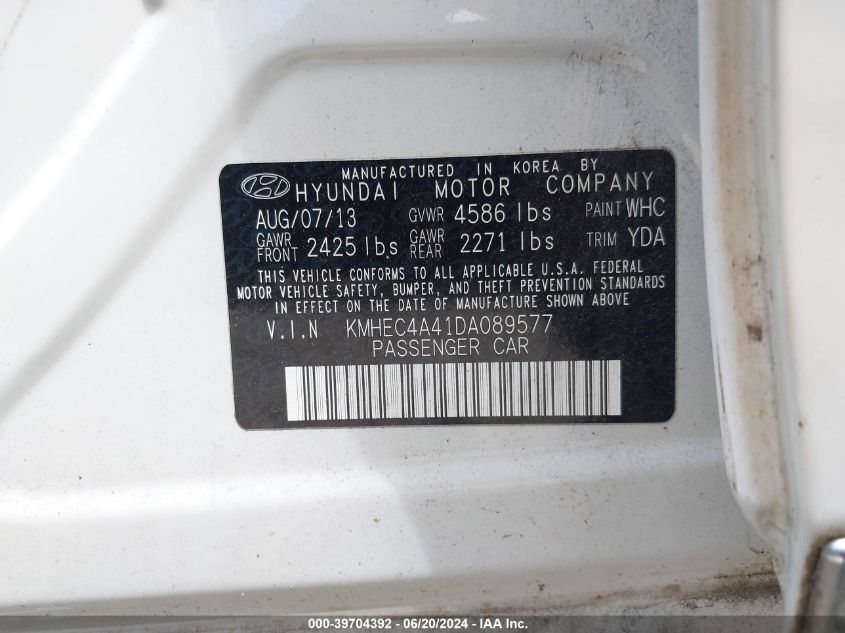 MANUFACTURED IN KOREA BY
HYUNDAI MOTOR COMPANY
AUG/07/13 GVWR 4586 lbs PAINT WHC
GAWR FRONT 2425 lbs GAWR REAR 2271 lbs TRIM YDA
THIS VEHICLE CONFORMS TO ALL APPLICABLE U.S.A. FEDERAL
MOTOR VEHICLE SAFETY, BUMPER, AND THEFT PREVENTION STANDARDS
IN EFFECT ON THE DATE OF MANUFACTURE SHOWN ABOVE
V.I.N KMHEC4A41DA089577
PASSENGER CAR
000-39704392 - 06/20/2024 - IAA Inc.